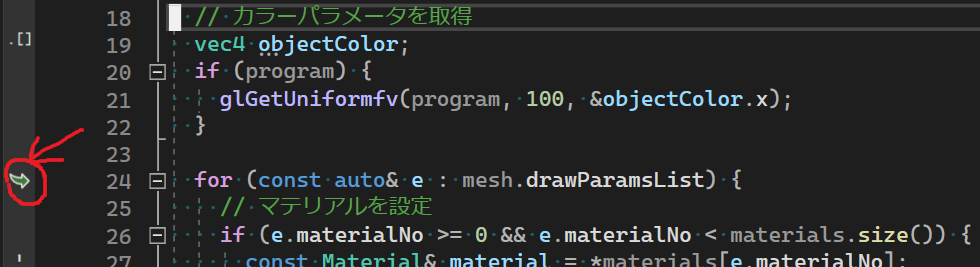 18 // カラーパラメータを取得
.[] 19 vec4 objectColor;
20 if (program) {
21 glGetUniformfv(program, 100, &objectColor.x);
22 }
23
24 for (const auto& e : mesh.drawParamsList) {
25 // マテリアルを設定
26 if (e.materialNo >= 0 && e.materialNo < materials.size()) {
27 const Material& material = *materials[e.materialNo];